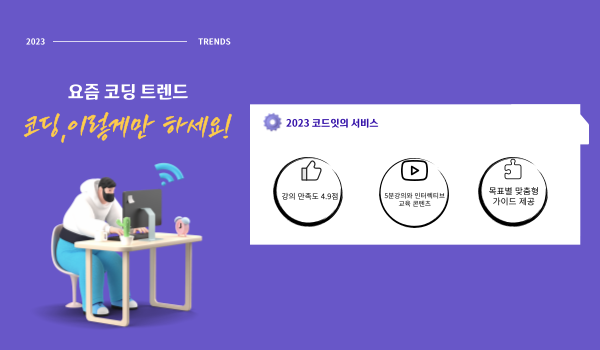 2023 TRENDS
요즘 코딩 트렌드
코딩, 이렇게만 하세요!
2023 코드잇의 서비스
강의 만족도 4.9점
5분강의와 인터랙티브
교육 콘텐츠
목표별 맞춤형
가이드 제공